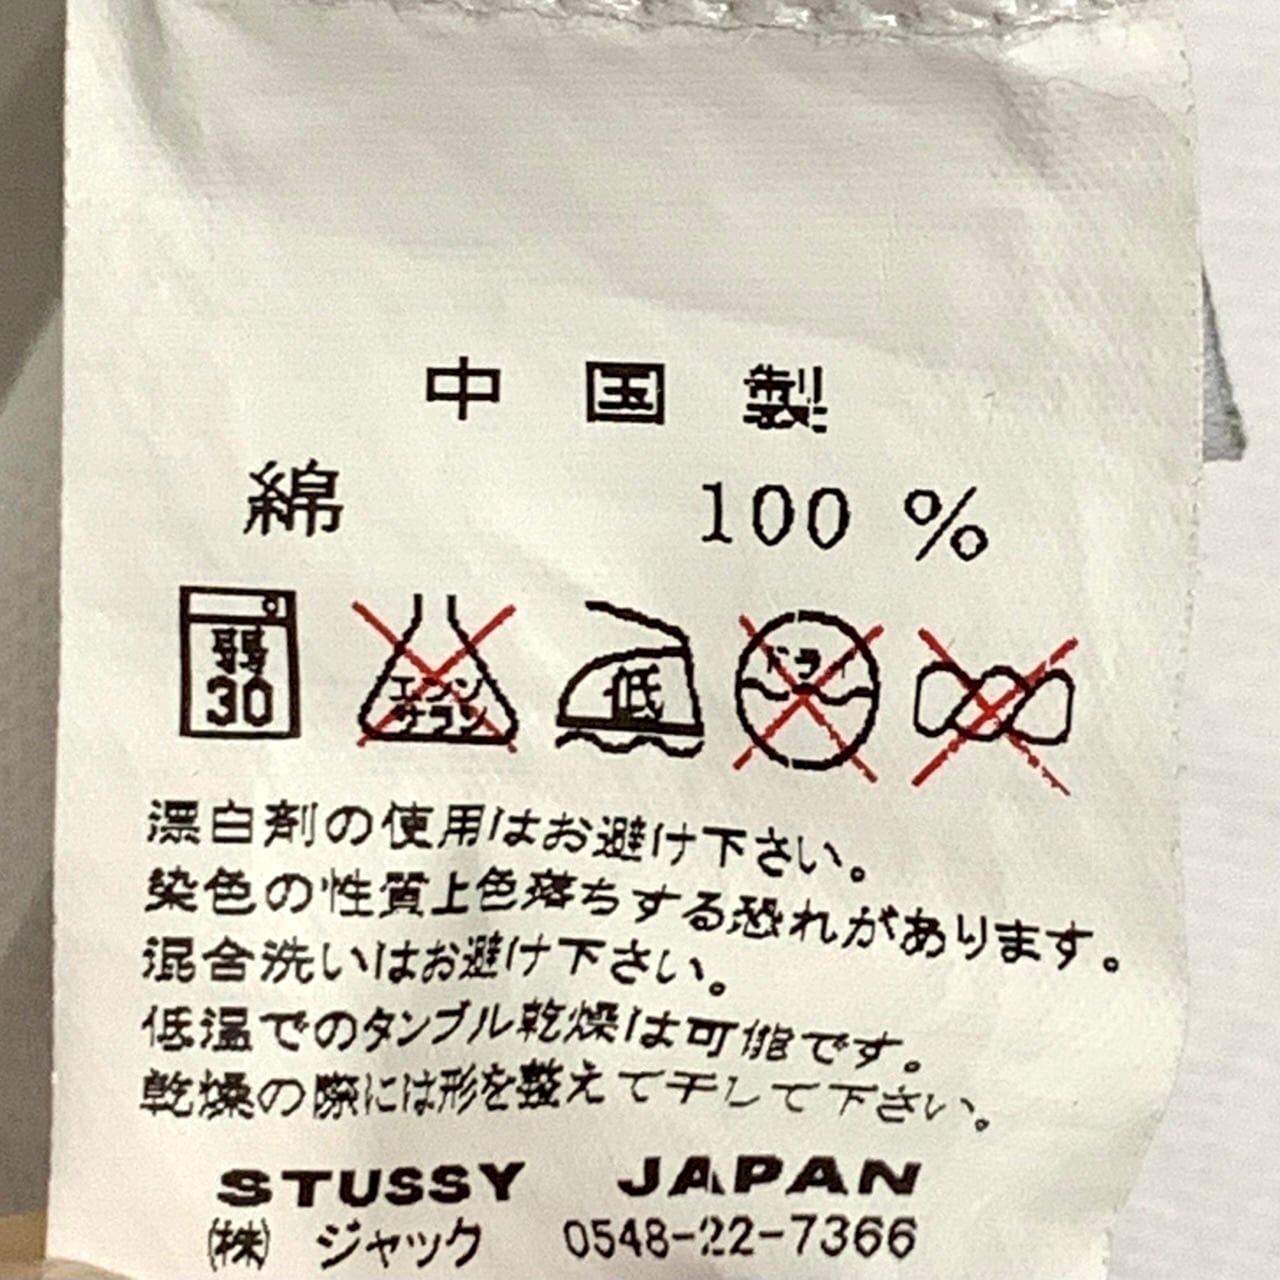 中国製
綿 100 %
弱 30 エンソ サラシ 低 ドライ
漂白剤の使用はお避け下さい。
染色の性質上色落ちする恐れがあります。
混合洗いはお避け下さい。
低温でのタンブル乾燥は可能です。
乾燥の際には形を整えて干して下さい。
STUSSY JAPAN
(株) ジャック 0548-22-7366